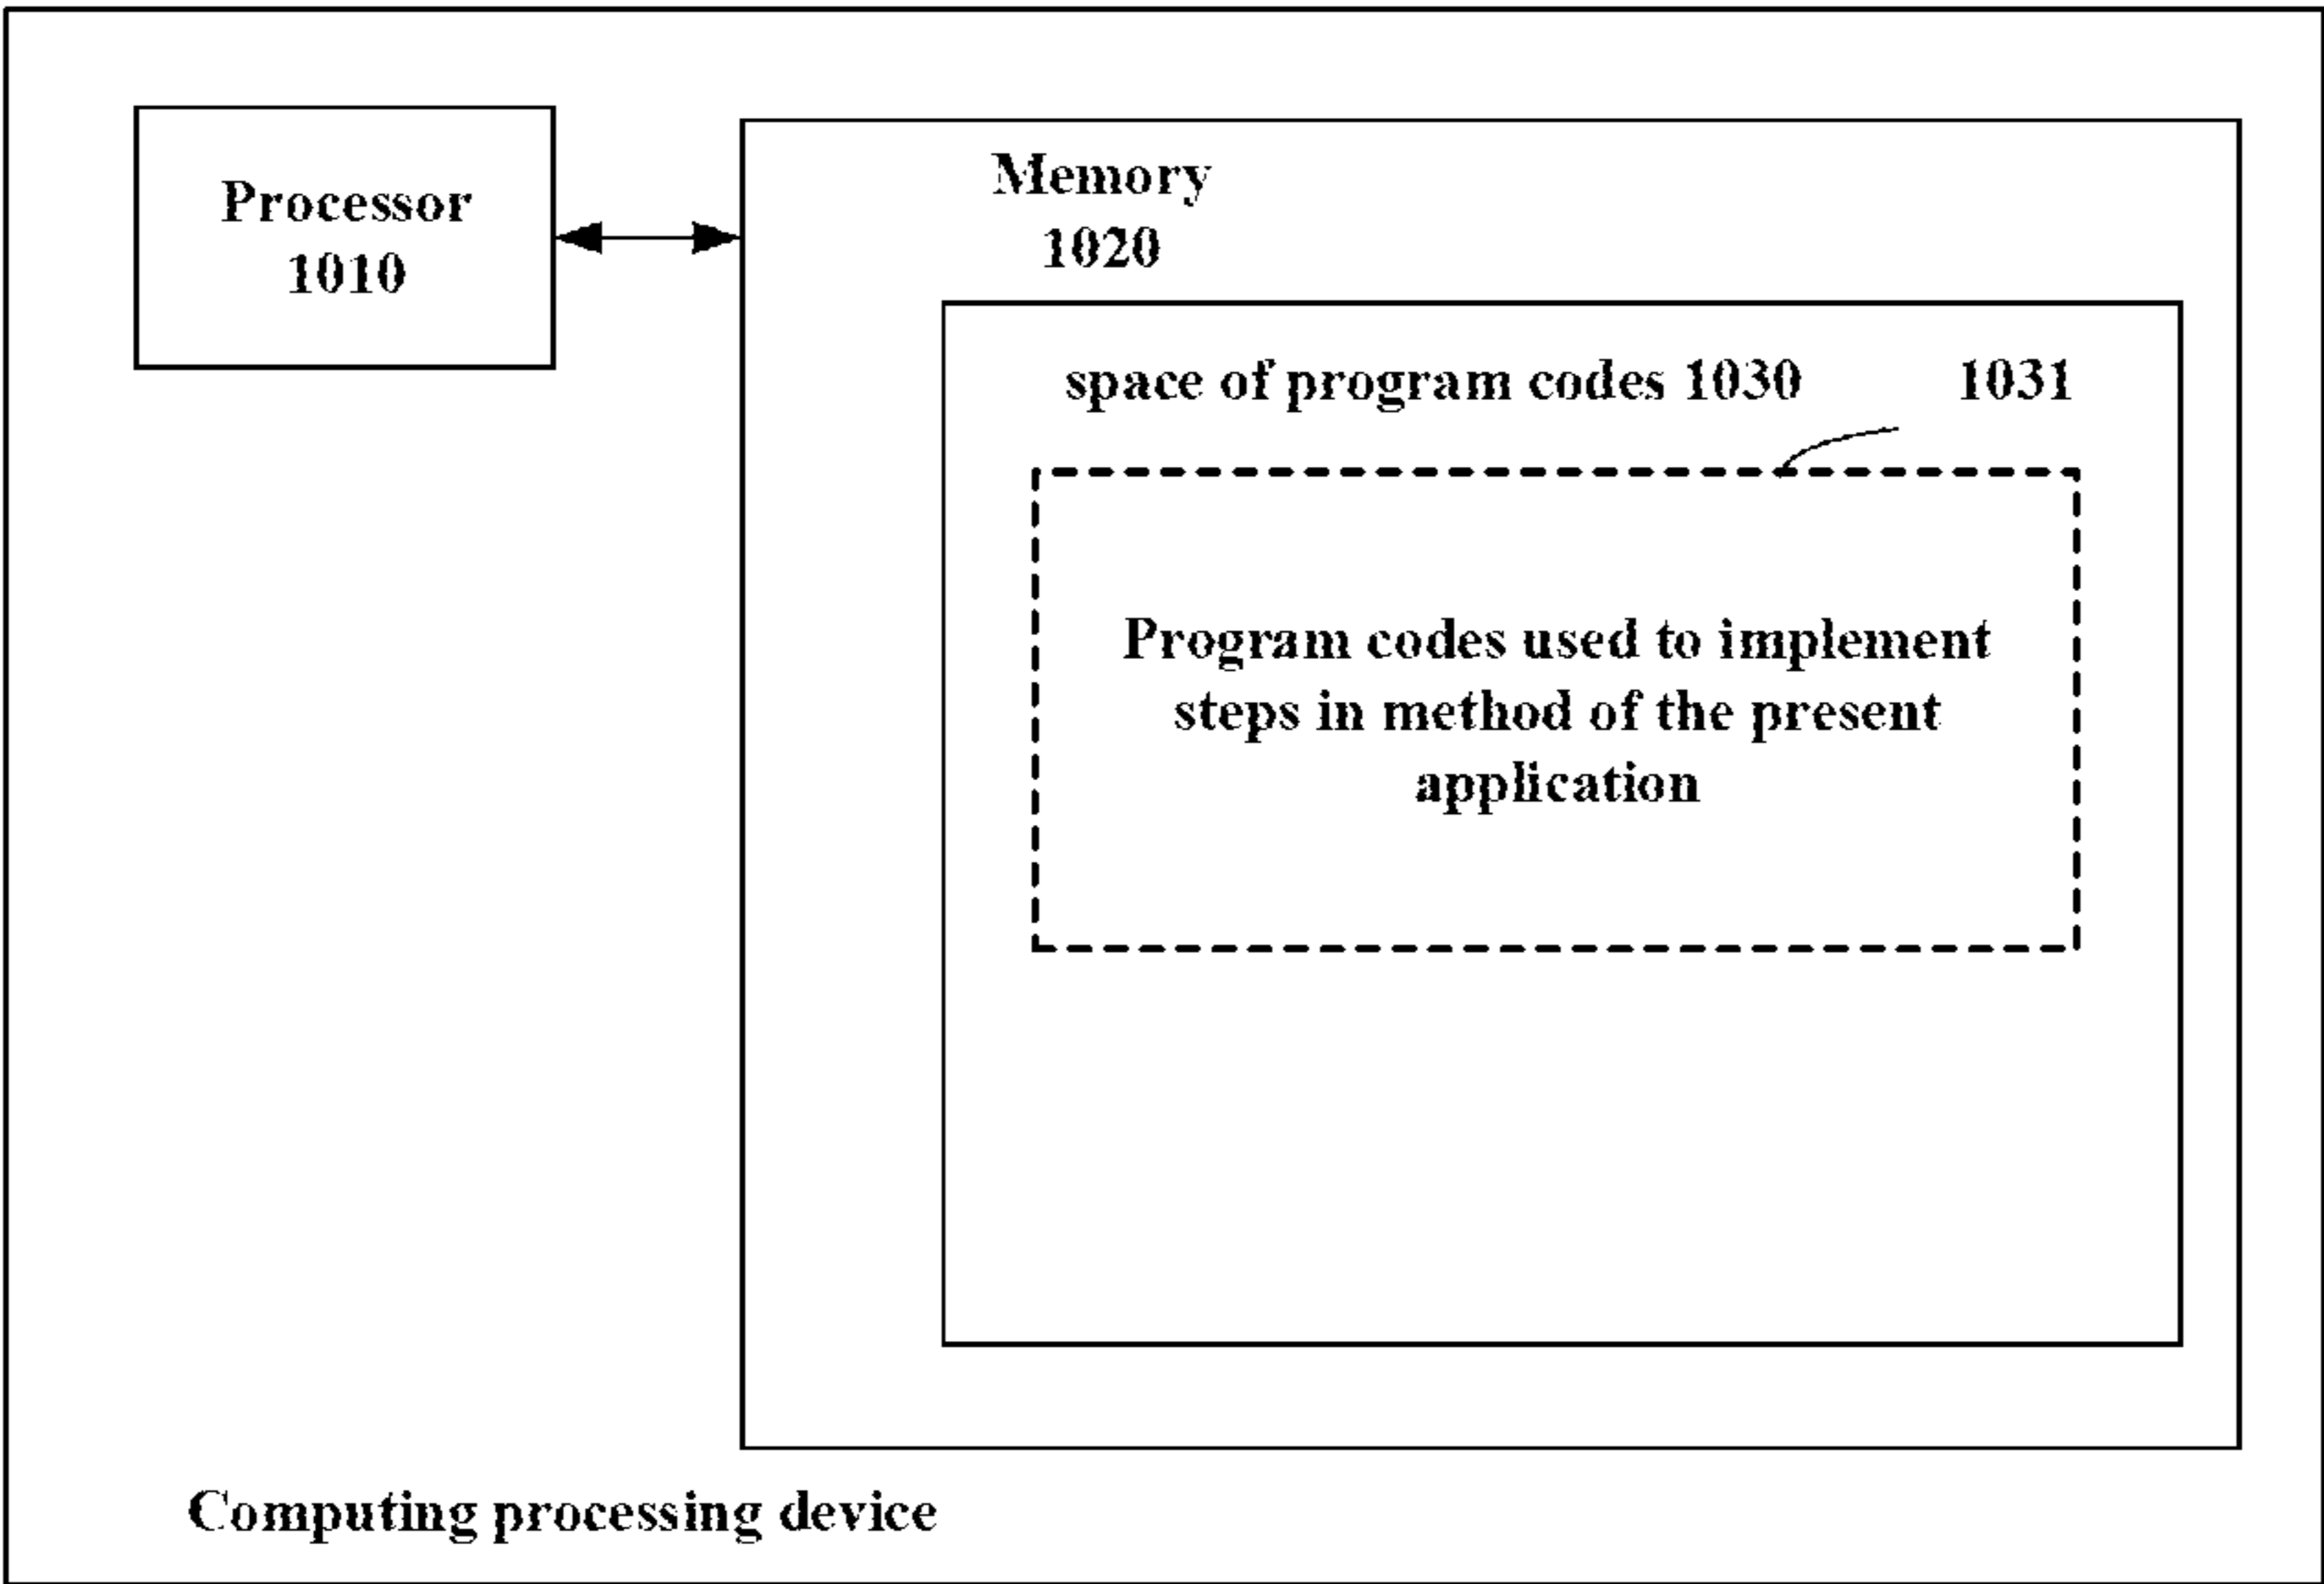 Processor
1010
Memory
1020
space of program codes 1030
1031
Program codes used to implement
steps in method of the present
application
Computing processing device